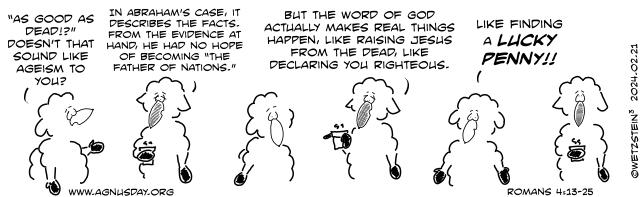 "AS GOOD AS
DEAD!?"
DOESN'T THAT
SOUND LIKE
AGEISM TO
YOU?
IN ABRAHAM'S CASE, IT
DESCRIBES THE FACTS.
FROM THE EVIDENCE AT
HAND, HE HAD NO HOPE
OF BECOMING "THE
FATHER OF NATIONS."
BUT THE WORD OF GOD
ACTUALLY MAKES REAL THINGS
HAPPEN, LIKE RAISING JESUS
FROM THE DEAD, LIKE
DECLARING YOU RIGHTEOUS.
LIKE FINDING
A LUCKY
PENNY!!
WWW.AGNUSDAY.ORG
ROMANS 4:13-25
©WETZSTEIN³ 2024.02.21